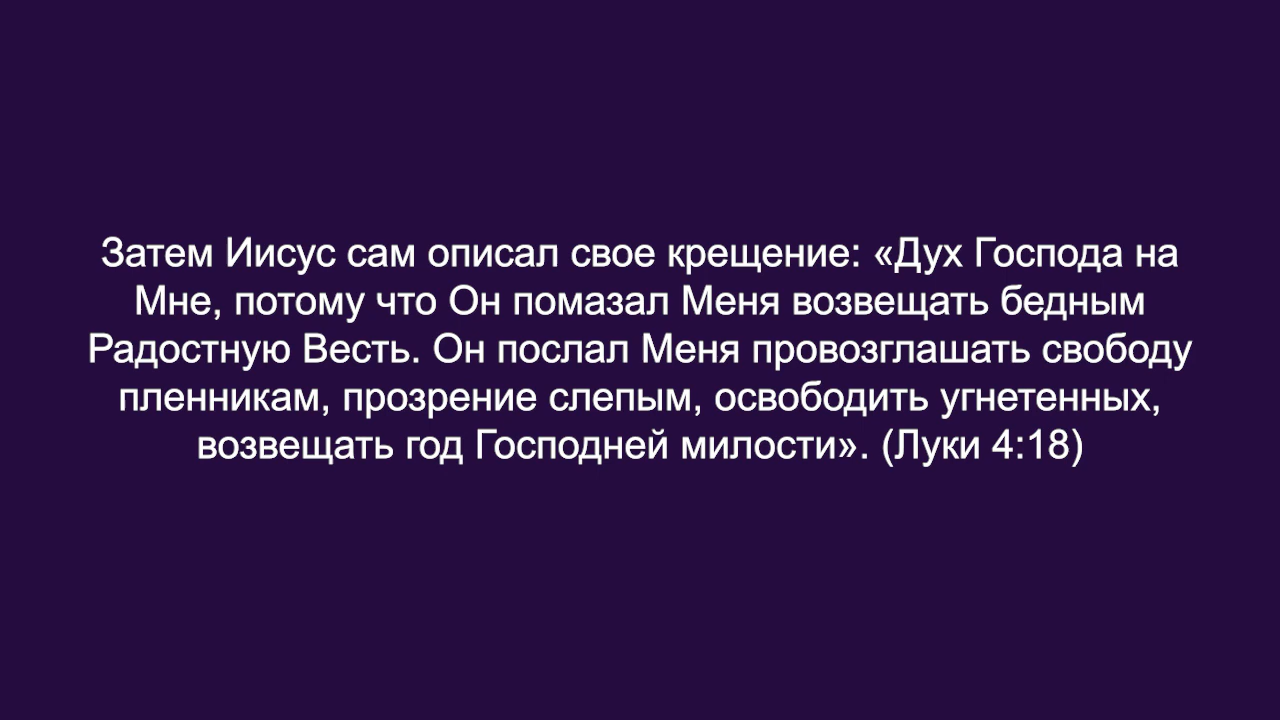 Затем Иисус сам описал свое крещение: «Дух Господа на
Мне, потому что Он помазал Меня возвещать бедным
Радостную Весть. Он послал Меня провозглашать свободу
пленникам, прозрение слепым, освободить угнетенных,
возвещать год Господней милости». (Луки 4:18)